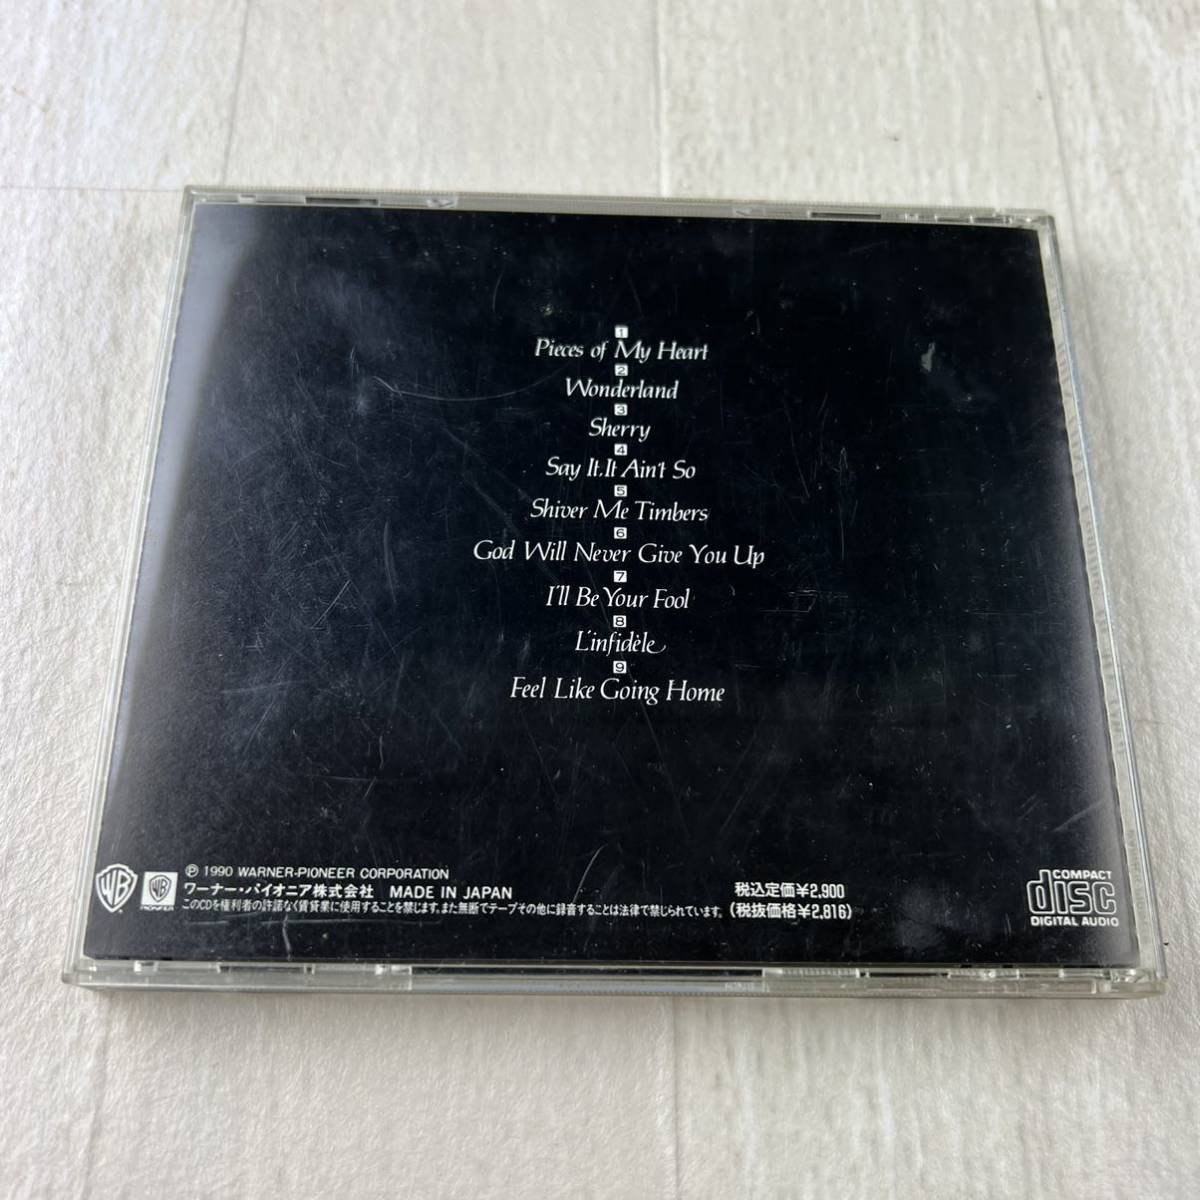 1
Pieces of My Heart
2
Wonderland
3
Sherry
4
Say It, It Ain't So
5
Shiver Me Timbers
6
God Will Never Give You Up
7
I'll Be Your Fool
8
L'infidèle
9
Feel Like Going Home
℗ 1990 WARNER-PIONEER CORPORATION
ワーナー・パイオニア株式会社 MADE IN JAPAN
このCDを権利者の許諾なく賃貸業に使用することを禁じます。また無断でテープその他に録音することは法律で禁じられています。
税込定価¥2,900
(税抜価格¥2,816)
WB
WB
PIONEER
COMPACT
disc
DIGITAL AUDIO